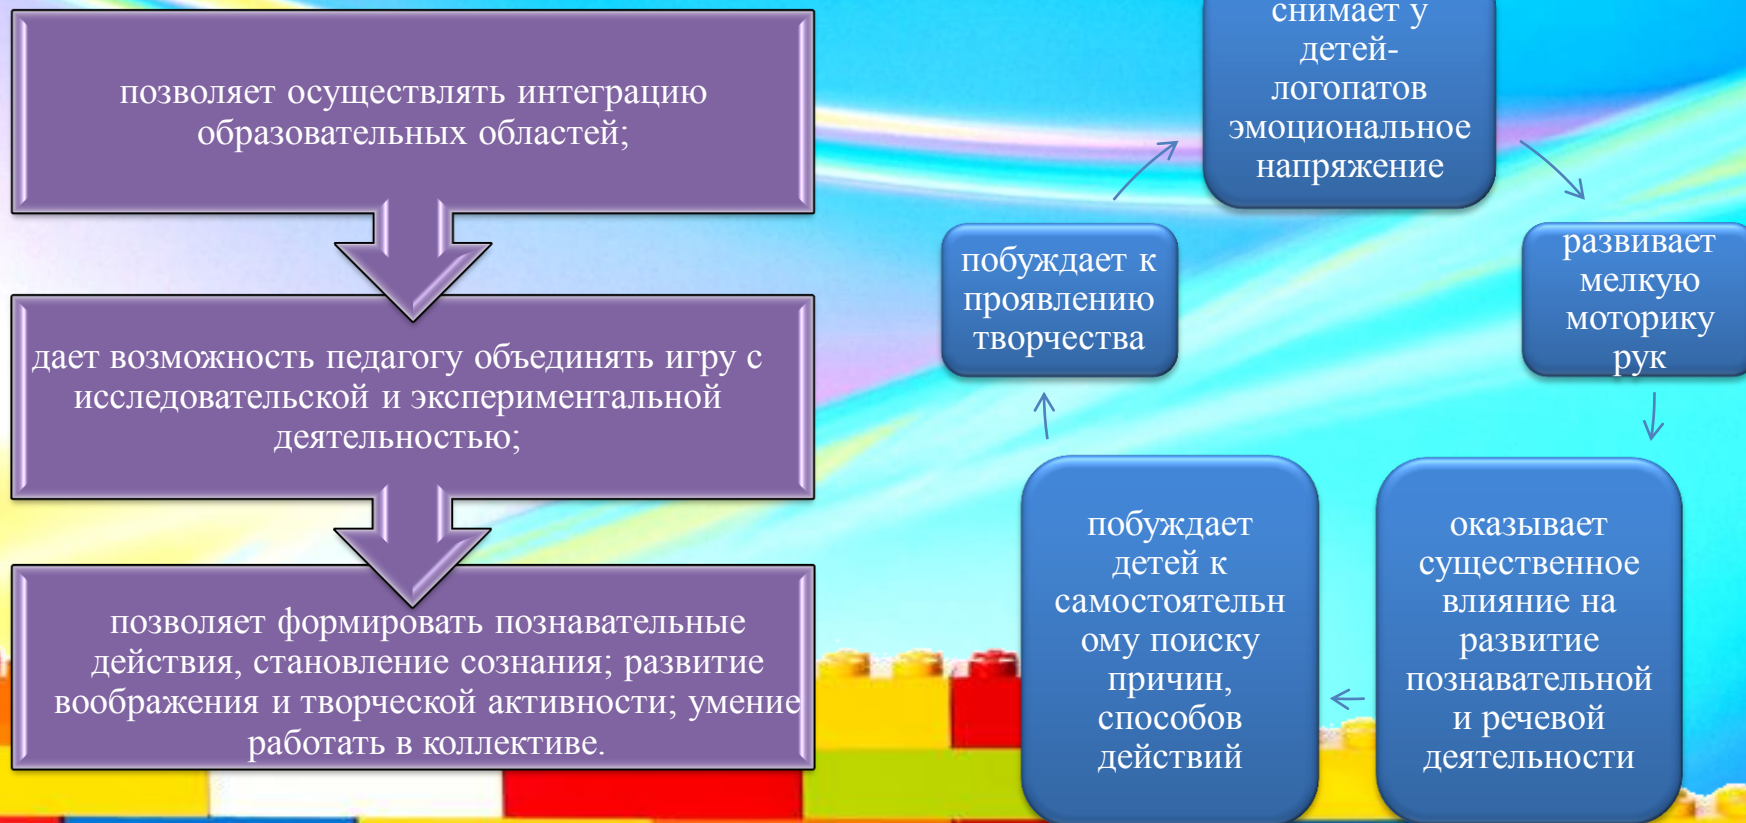 позволяет осуществлять интеграцию
образовательных областей;
дает возможность педагогу объединять игру с
исследовательской и экспериментальной
деятельностью;
позволяет формировать познавательные
действия, становление сознания; развитие
воображения и творческой активности; умение
работать в коллективе.
снимает у
детей-
логопатов
эмоциональное
напряжение
развивает
мелкую
моторику
рук
оказывает
существенное
влияние на
развитие
познавательной
и речевой
деятельности
побуждает
детей к
самостоятельн
ому поиску
причин,
способов
действий
побуждает к
проявлению
творчества